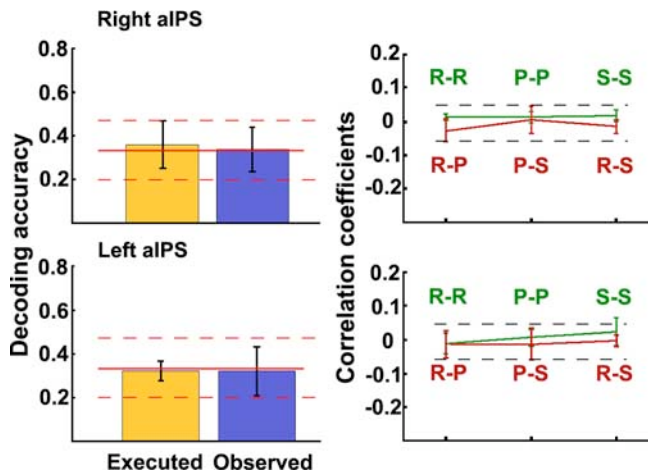 Right aIPS
Decoding accuracy
0.8
0.6
0.4
0.2
Left aIPS
0.8
0.6
0.4
0.2
Executed Observed
Correlation coefficients
0.2
0.1
0
-0.1
-0.2
R-R P-P S-S
R-P P-S R-S
0.2
0.1
0
-0.1
-0.2
R-R P-P S-S
R-P P-S R-S